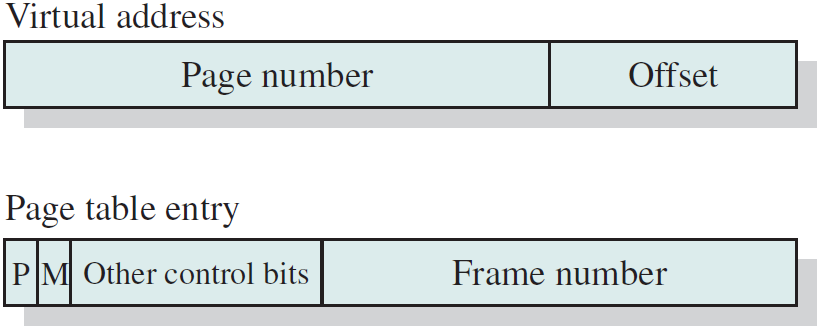 Virtual address
Page number Offset
Page table entry
P M Other control bits Frame number